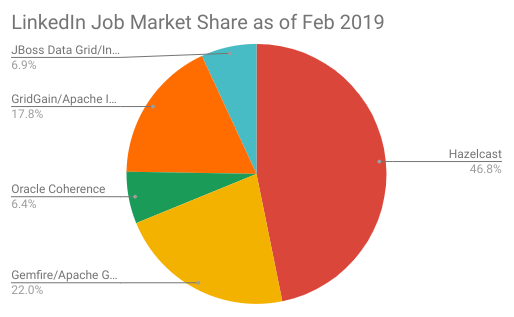 LinkedIn Job Market Share as of Feb 2019
JBoss Data Grid/In...
6.9%
GridGain/Apache I...
17.8%
Hazelcast
46.8%
Oracle Coherence
6.4%
Gemfire/Apache G...
22.0%